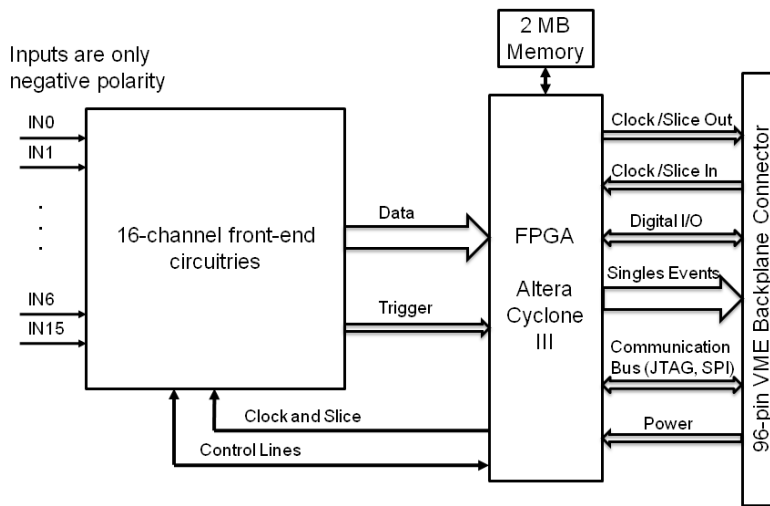 Inputs are only
negative polarity
IN0
IN1
.
.
.
IN6
IN15
16-channel front-end
circuitries
Data
Trigger
Clock and Slice
Control Lines
2 MB
Memory
FPGA
Altera
Cyclone
III
Clock /Slice Out
Clock/Slice In
Digital I/O
Singles Events
Communication
Bus (JTAG, SPI)
Power
96-pin VME Backplane Connector